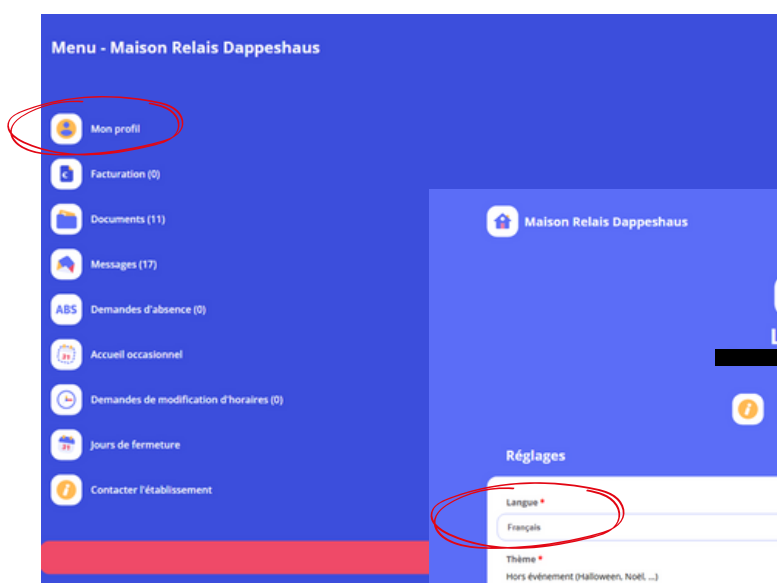 Menu - Maison Relais Dappeshaus
Mon profil
Facturation (0)
Documents (11)
Messages (17)
ABS Demandes d'absence (0)
Accueil occasionnel
Demandes de modification d'horaires (0)
Jours de fermeture
Contacter l'établissement
Maison Relais Dappeshaus
L
Réglages
Langue *
Français
Thème *
Hors événement (Halloween, Noël, ...)